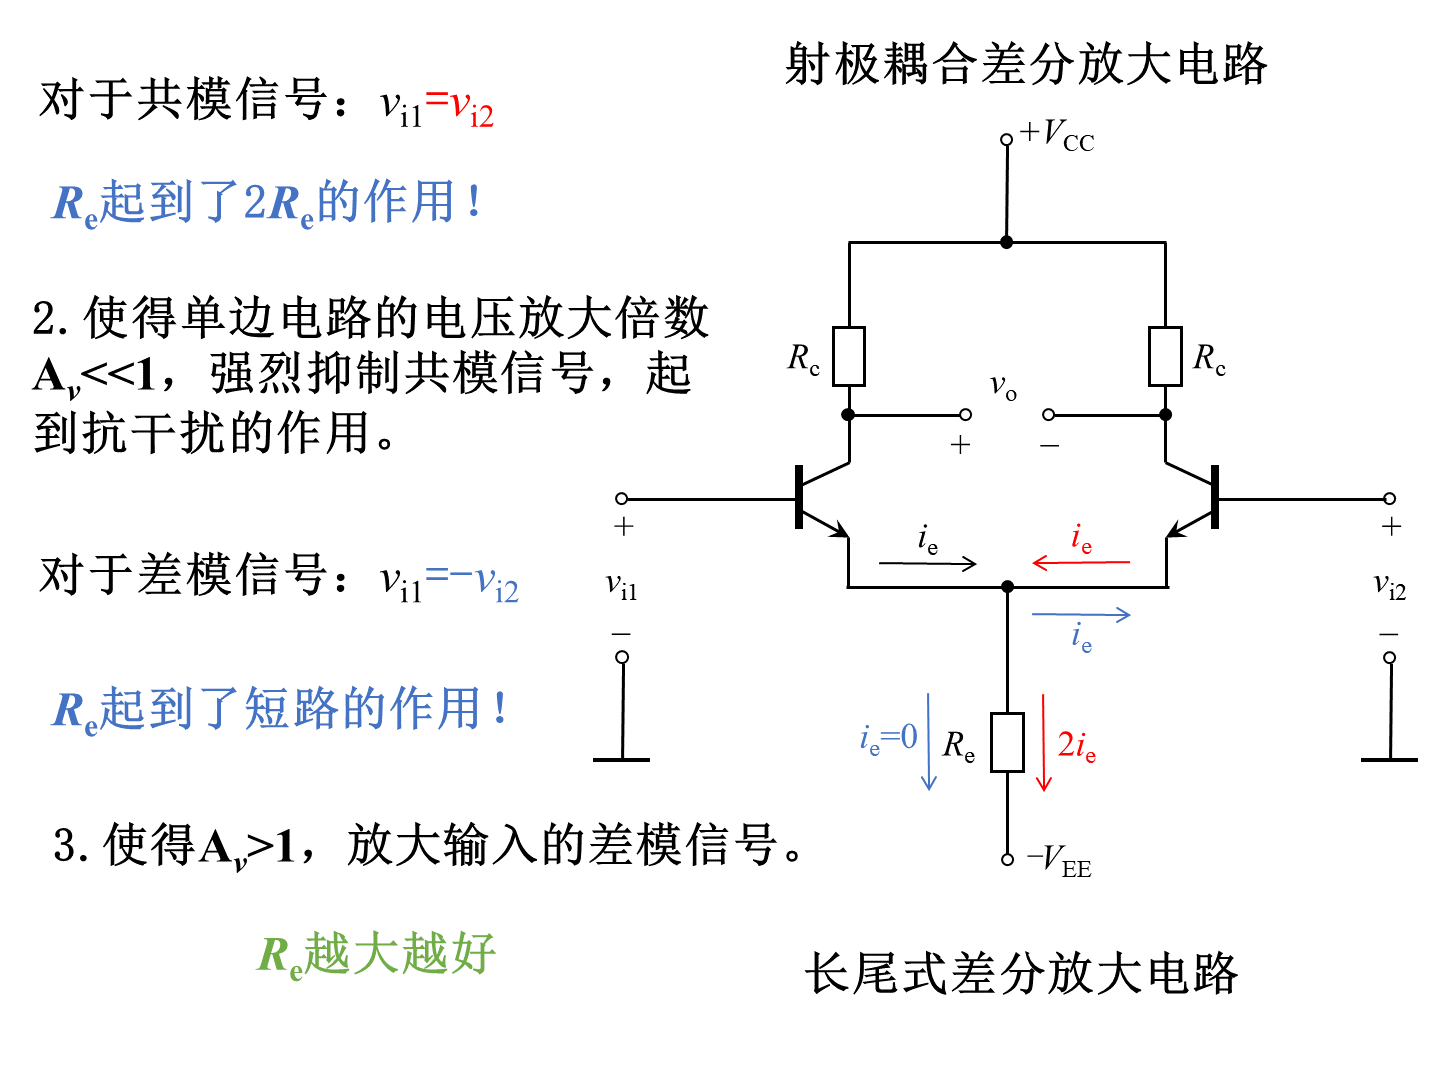 射极耦合差分放大电路
对于共模信号：vi1=vi2
+VCC
Re起到了2Re的作用！
2.使得单边电路的电压放大倍数
Av<<1，强烈抑制共模信号，起
到抗干扰的作用。
Rc
Rc
vo
+
−
+
+
ie
ie
对于差模信号：vi1=−vi2
vi1
vi2
−
−
ie
Re起到了短路的作用！
ie=0
Re
2ie
3.使得Av>1，放大输入的差模信号。
−VEE
Re越大越好
长尾式差分放大电路